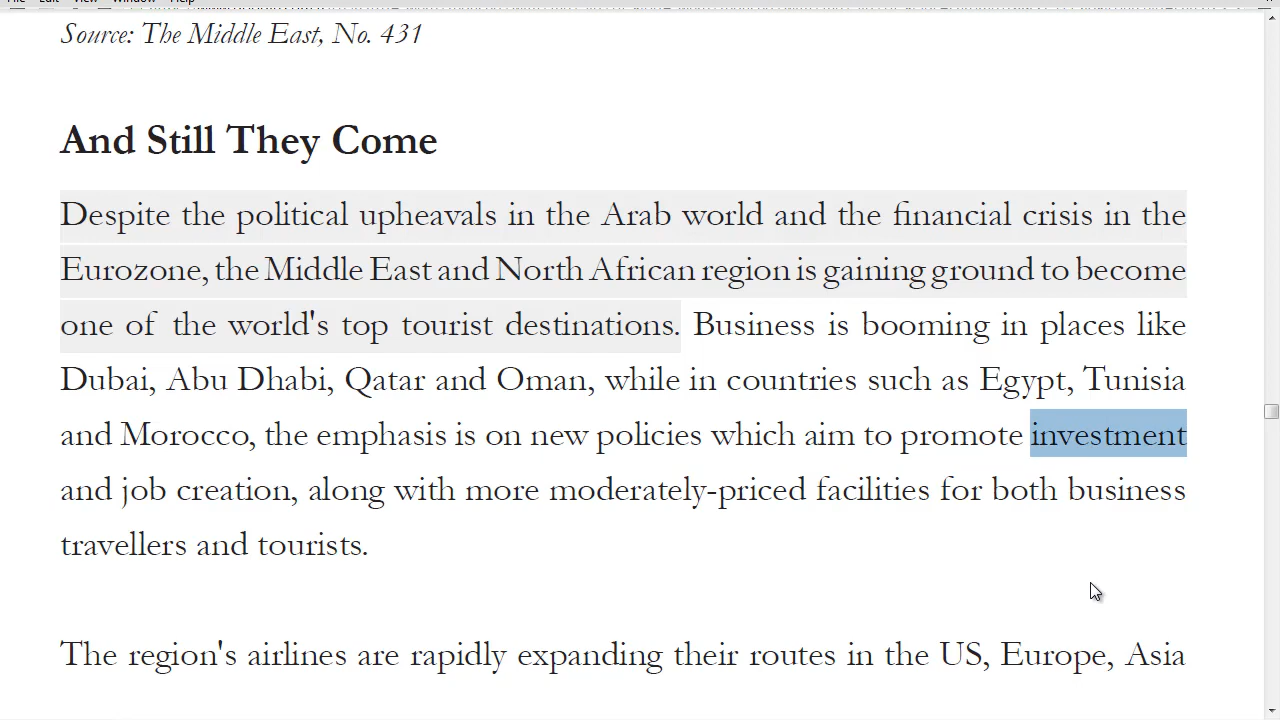 File Edit View Window Help
Source: The Middle East, No. 431
And Still They Come
Despite the political upheavals in the Arab world and the financial crisis in the
Eurozone, the Middle East and North African region is gaining ground to become
one of the world's top tourist destinations. Business is booming in places like
Dubai, Abu Dhabi, Qatar and Oman, while in countries such as Egypt, Tunisia
and Morocco, the emphasis is on new policies which aim to promote investment
and job creation, along with more moderately-priced facilities for both business
travellers and tourists.
The region's airlines are rapidly expanding their routes in the US, Europe, Asia